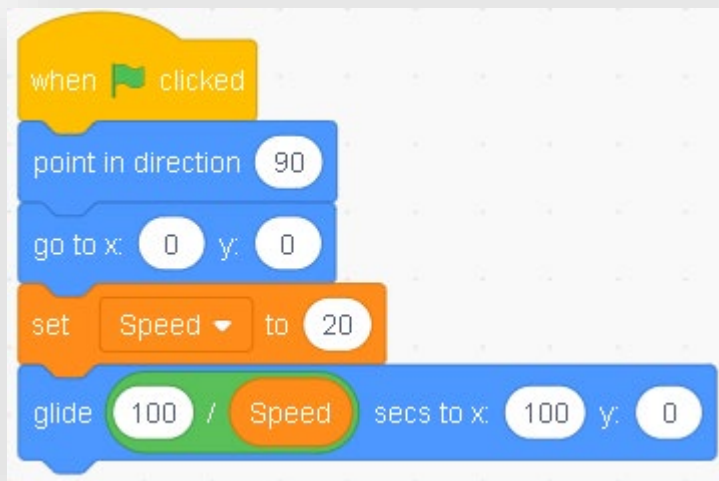 when clicked
point in direction 90
go to x: 0 y: 0
set Speed to 20
glide 100 / Speed secs to x: 100 y: 0